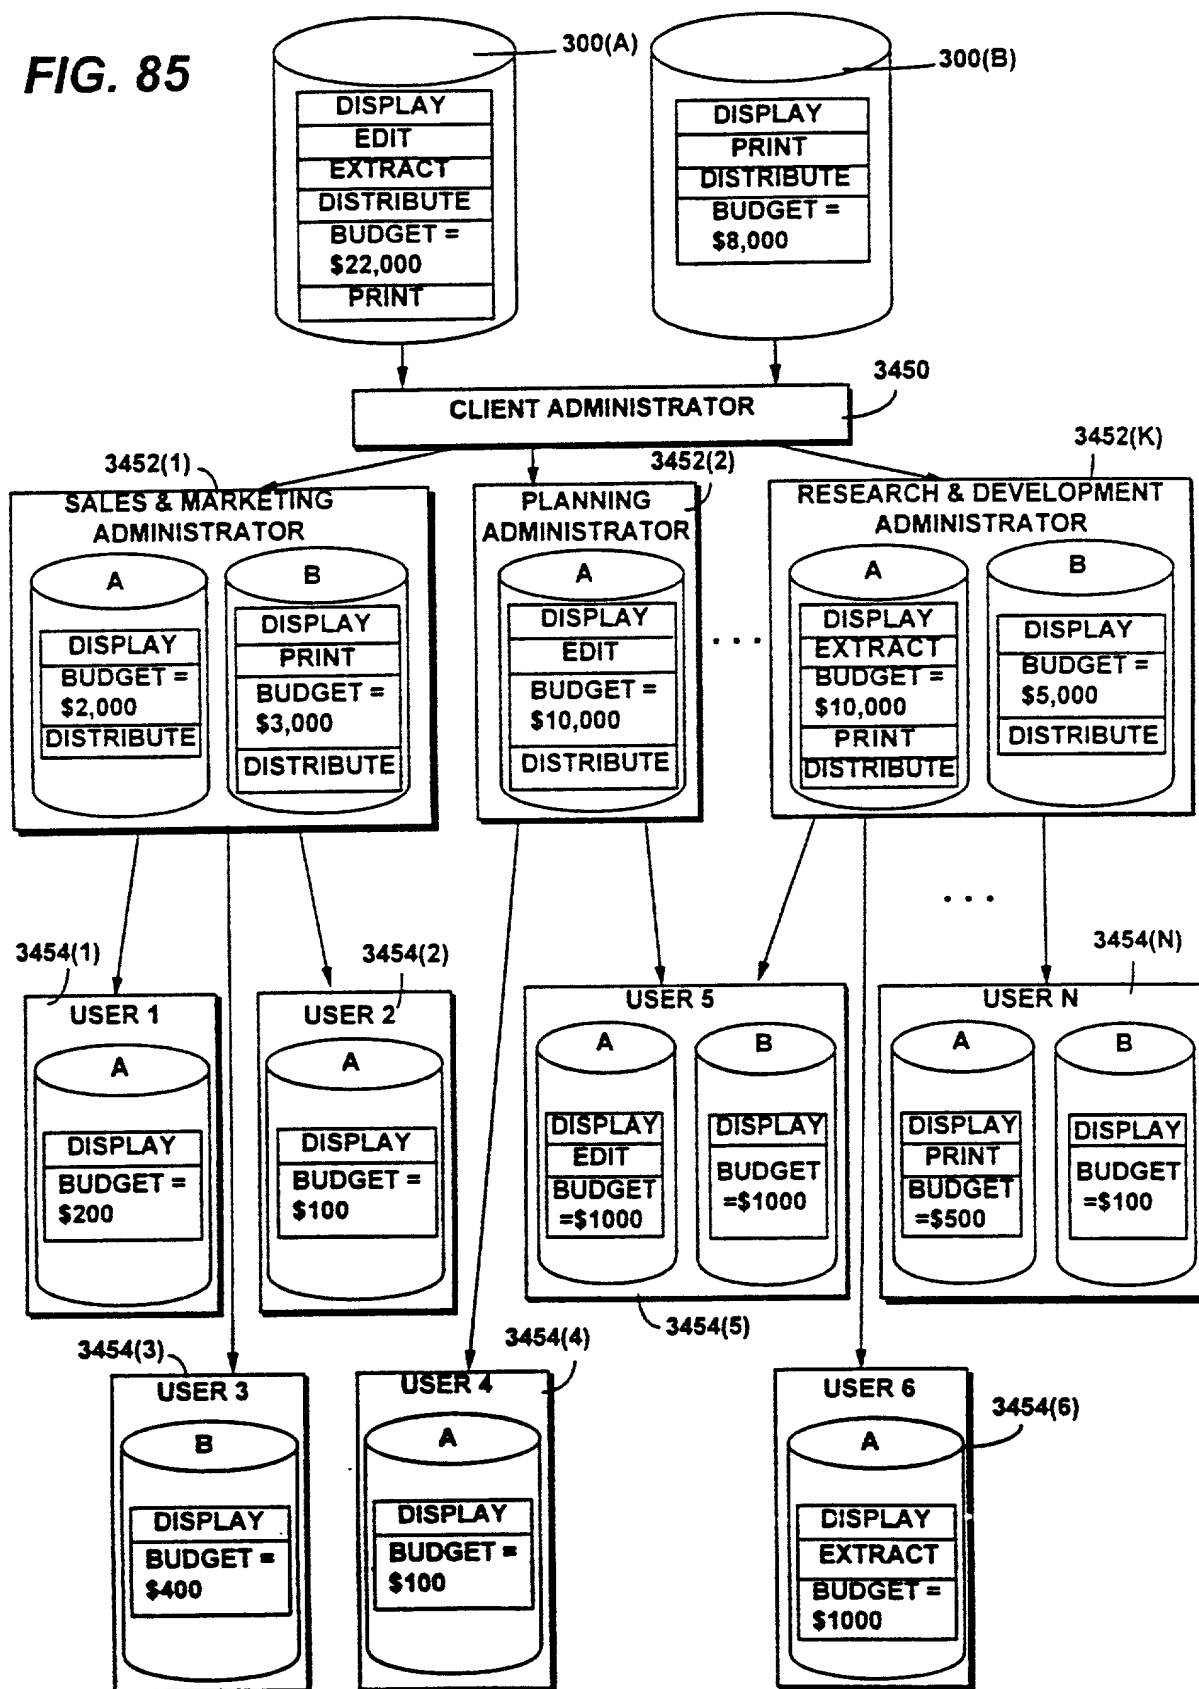 FIG. 85
300(A)
DISPLAY
EDIT
EXTRACT
DISTRIBUTE
BUDGET =
$22,000
PRINT
300(B)
DISPLAY
PRINT
DISTRIBUTE
BUDGET =
$8,000
CLIENT ADMINISTRATOR
3450
3452(1)
SALES & MARKETING
ADMINISTRATOR
A
DISPLAY
BUDGET =
$2,000
DISTRIBUTE
B
DISPLAY
PRINT
BUDGET =
$3,000
DISTRIBUTE
3452(2)
PLANNING
ADMINISTRATOR
A
DISPLAY
EDIT
BUDGET =
$10,000
DISTRIBUTE
. . .
3452(K)
RESEARCH & DEVELOPMENT
ADMINISTRATOR
A
DISPLAY
EXTRACT
BUDGET =
$10,000
PRINT
DISTRIBUTE
B
DISPLAY
BUDGET =
$5,000
DISTRIBUTE
. . .
3454(1)
USER 1
A
DISPLAY
BUDGET =
$200
3454(2)
USER 2
A
DISPLAY
BUDGET =
$100
USER 5
A
DISPLAY
EDIT
BUDGET
=$1000
B
DISPLAY
BUDGET
=$1000
3454(5)
3454(N)
USER N
A
DISPLAY
PRINT
BUDGET
=$500
B
DISPLAY
BUDGET
=$100
3454(3)
USER 3
B
DISPLAY
BUDGET =
$400
3454(4)
USER 4
A
DISPLAY
BUDGET =
$100
USER 6
3454(6)
A
DISPLAY
EXTRACT
BUDGET =
$1000